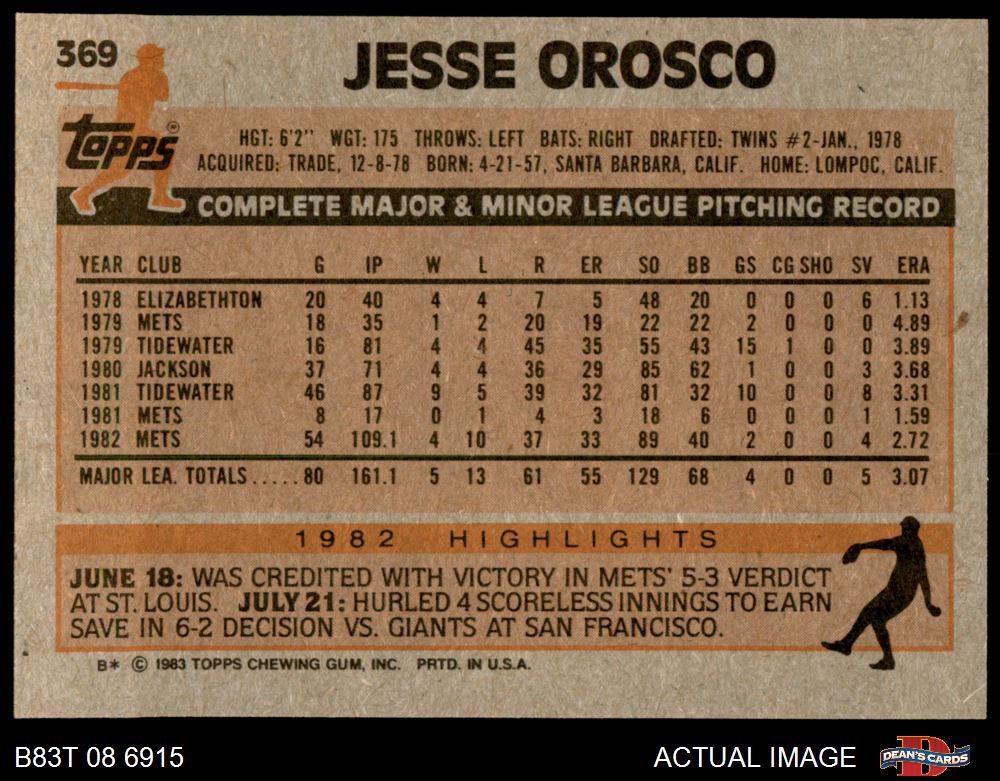 369
JESSE OROSCO
TOPPS®
HGT: 6'2" WGT: 175 THROWS: LEFT BATS: RIGHT DRAFTED: TWINS #2-JAN., 1978
ACQUIRED: TRADE, 12-8-78 BORN: 4-21-57, SANTA BARBARA, CALIF. HOME: LOMPOC, CALIF.
COMPLETE MAJOR & MINOR LEAGUE PITCHING RECORD
YEAR CLUB G IP W L R ER SO BB GS CG SHO SV ERA
1978 ELIZABETHTON 20 40 4 4 7 5 48 20 0 0 0 6 1.13
1979 METS 18 35 1 2 20 19 22 22 2 0 0 0 4.89
1979 TIDEWATER 16 81 4 4 45 35 55 43 15 1 0 0 3.89
1980 JACKSON 37 71 4 4 36 29 85 62 1 0 0 3 3.68
1981 TIDEWATER 46 87 9 5 39 32 81 32 10 0 0 8 3.31
1981 METS 8 17 0 1 4 3 18 6 0 0 0 1 1.59
1982 METS 54 109.1 4 10 37 33 89 40 2 0 0 4 2.72
MAJOR LEA. TOTALS.....80 161.1 5 13 61 55 129 68 4 0 0 5 3.07
1982 HIGHLIGHTS
JUNE 18: WAS CREDITED WITH VICTORY IN METS' 5-3 VERDICT
AT ST. LOUIS. JULY 21: HURLED 4 SCORELESS INNINGS TO EARN
SAVE IN 6-2 DECISION VS. GIANTS AT SAN FRANCISCO.
B* © 1983 TOPPS CHEWING GUM, INC. PRTD. IN U.S.A.
B83T 08 6915 ACTUAL IMAGE DEAN'S CARDS